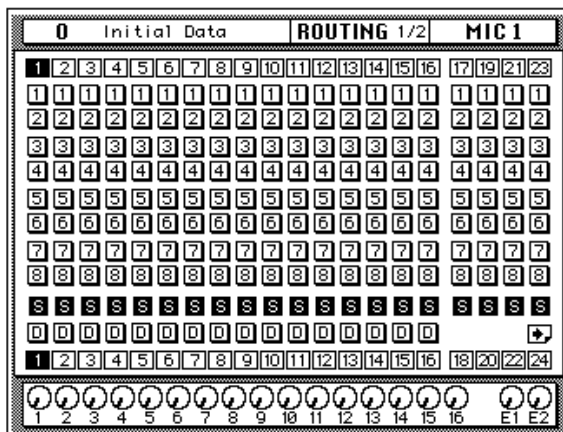 0 Initial Data ROUTING 1/2 MIC 1
1 2 3 4 5 6 7 8 9 10 11 12 13 14 15 16 17 19 21 23
1 1 1 1 1 1 1 1 1 1 1 1 1 1 1 1 1 1 1 1
2 2 2 2 2 2 2 2 2 2 2 2 2 2 2 2 2 2 2 2
3 3 3 3 3 3 3 3 3 3 3 3 3 3 3 3 3 3 3 3
4 4 4 4 4 4 4 4 4 4 4 4 4 4 4 4 4 4 4 4
5 5 5 5 5 5 5 5 5 5 5 5 5 5 5 5 5 5 5 5
6 6 6 6 6 6 6 6 6 6 6 6 6 6 6 6 6 6 6 6
7 7 7 7 7 7 7 7 7 7 7 7 7 7 7 7 7 7 7 7
8 8 8 8 8 8 8 8 8 8 8 8 8 8 8 8 8 8 8 8
S S S S S S S S S S S S S S S S S S S S
D D D D D D D D D D D D D D D D
1 2 3 4 5 6 7 8 9 10 11 12 13 14 15 16 18 20 22 24
1 2 3 4 5 6 7 8 9 10 11 12 13 14 15 16 E1 E2